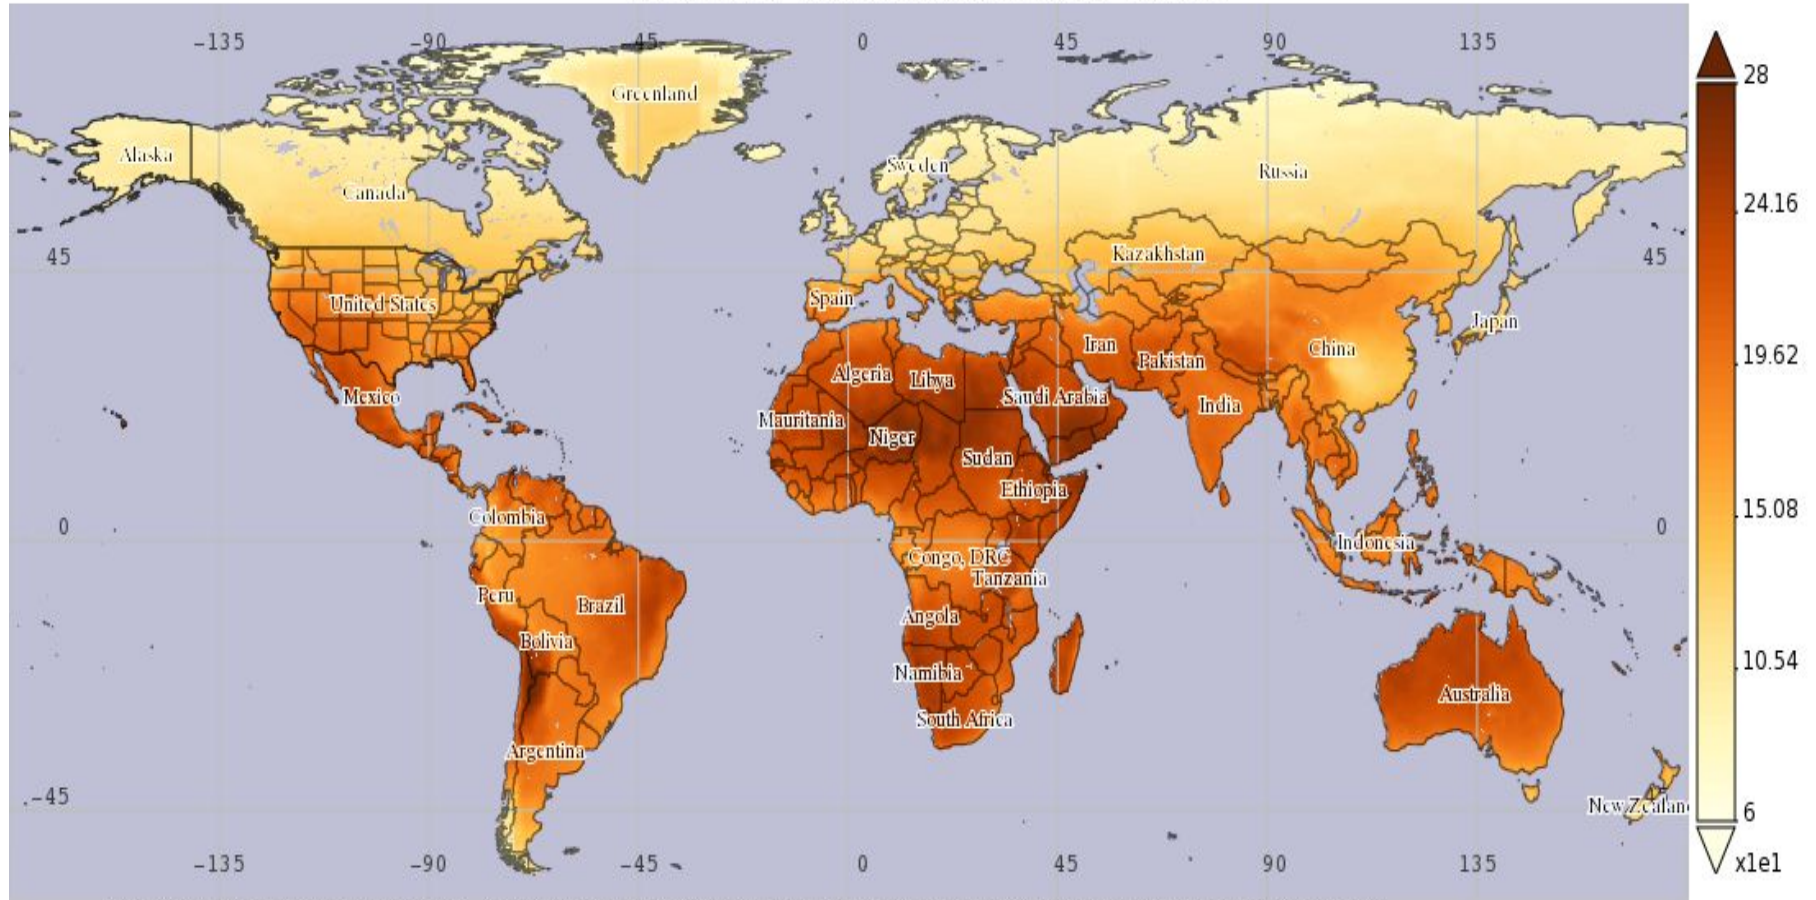 -135 -90 -45 0 45 90 135
28
Greenland
Alaska
Sweden
Russia
Canada
24.16
45 45
Kazakhstan
Spain
United States
Japan
Iran
China
Pakistan
19.62
Algeria
Libya
Mexico
Saudi Arabia
India
Mauritania
Niger
Sudan
Ethiopia
15.08
Colombia
0 0
Indonesia
Congo, DRC
Tanzania
Peru
Brazil
Angola
Bolivia
10.54
Namibia
Australia
South Africa
Argentina
-45
New Zealand
6
-135 -90 -45 0 45 90 135
x1e1